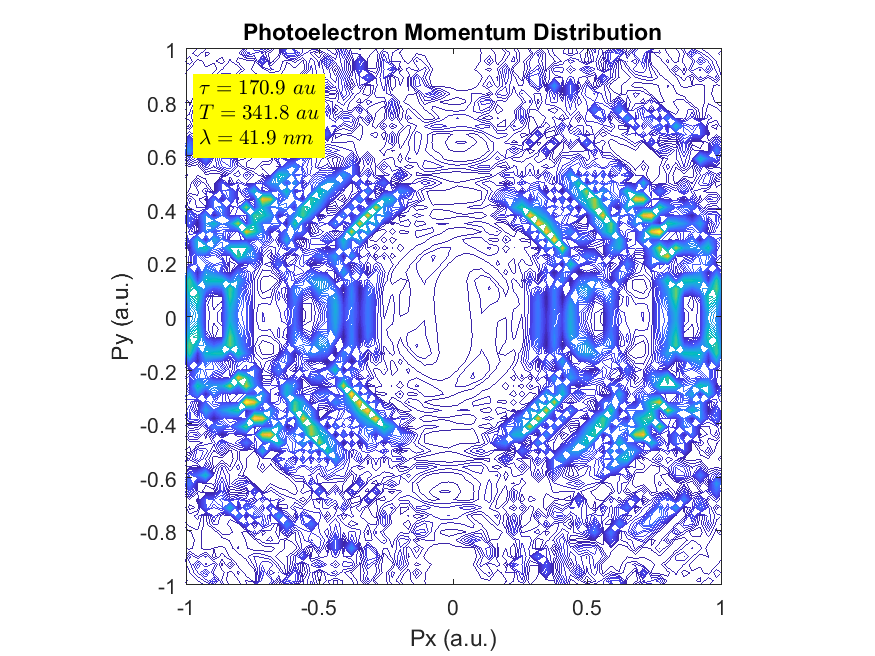 Photoelectron Momentum Distribution
τ = 170.9 au
T = 341.8 au
λ = 41.9 nm
1
0.8
0.6
0.4
0.2
0
-0.2
-0.4
-0.6
-0.8
-1
Py (a.u.)
-1 -0.5 0 0.5 1
Px (a.u.)